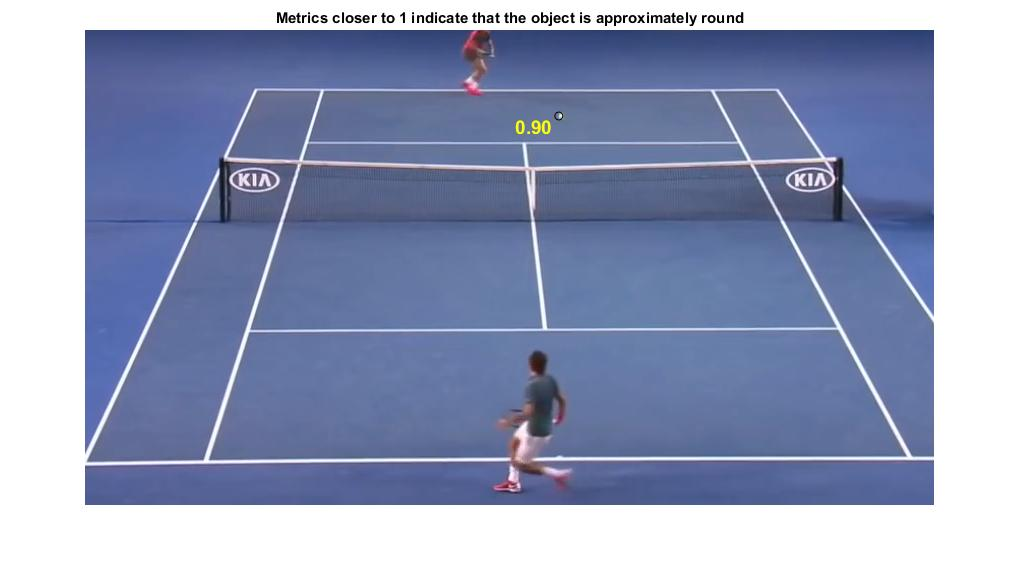 Metrics closer to 1 indicate that the object is approximately round
0.90
KIA
KIA